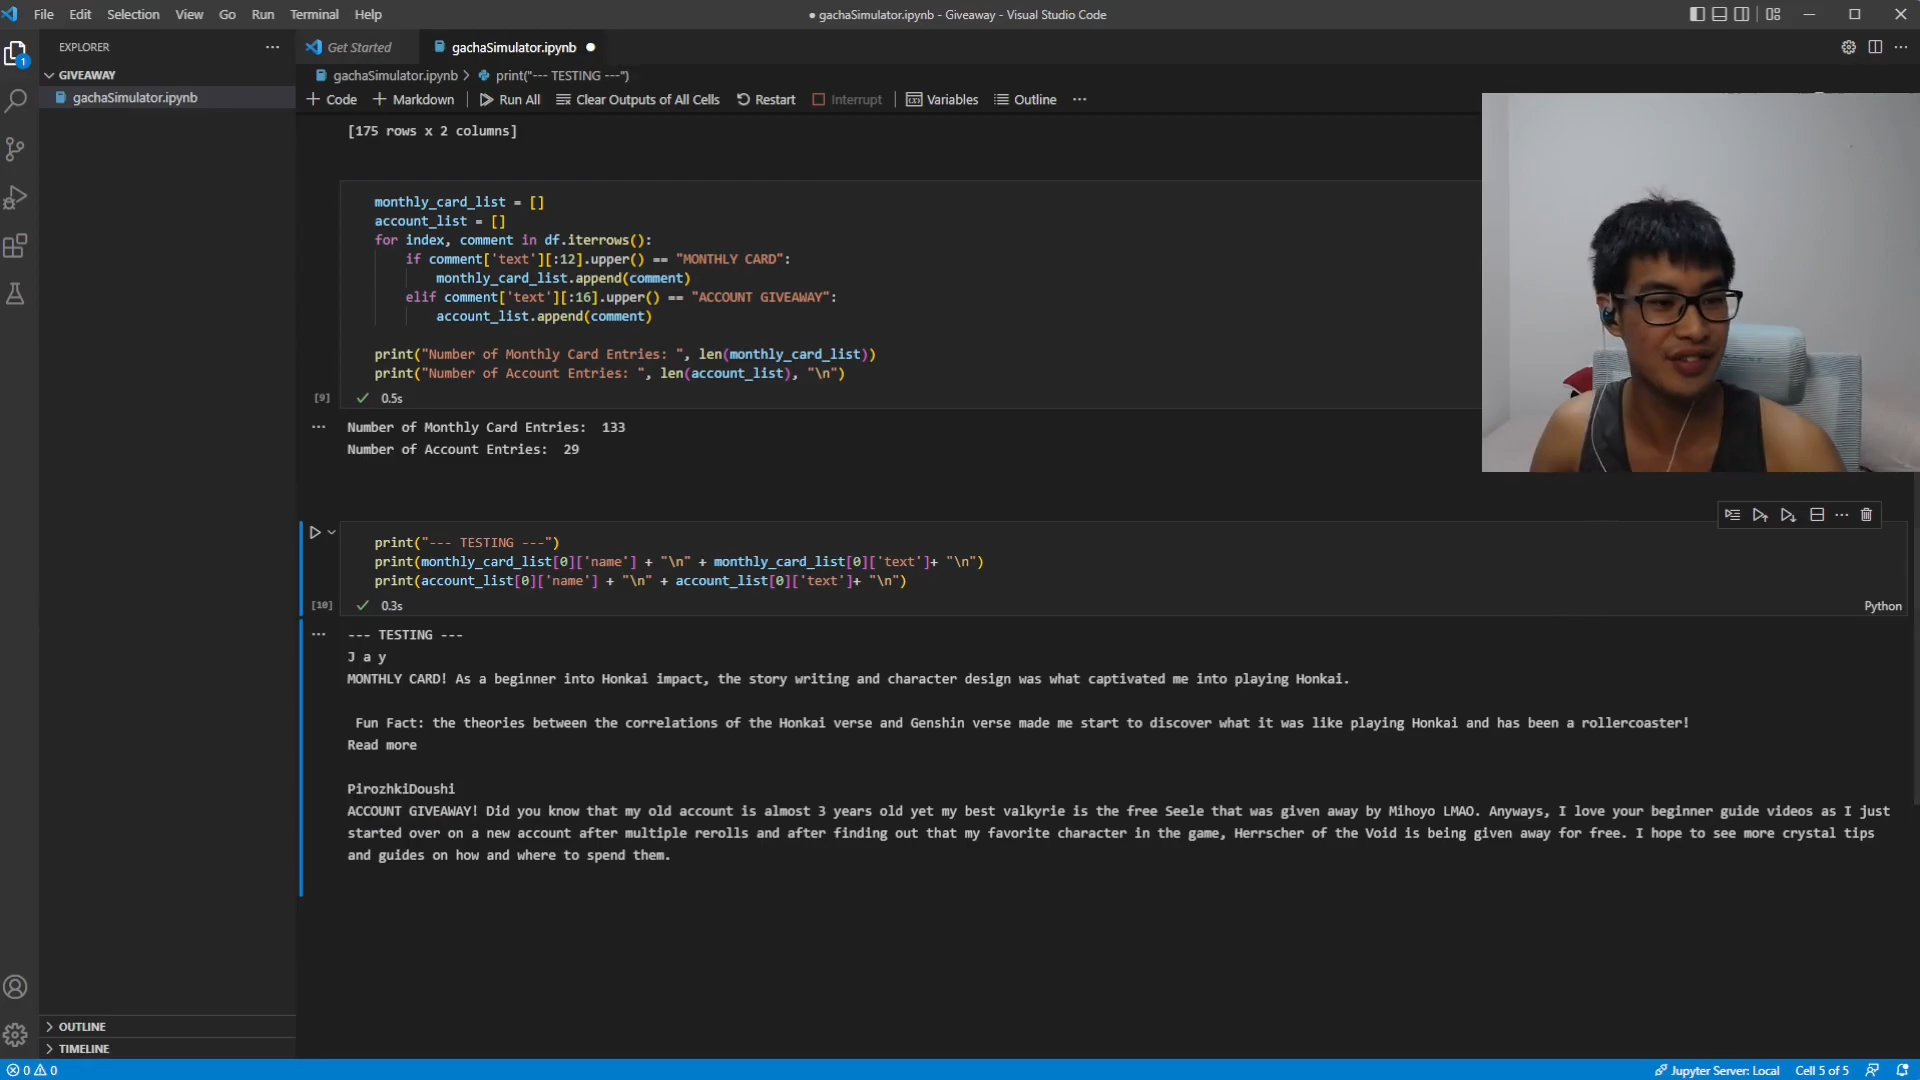 File Edit Selection View Go Run Terminal Help
● gachaSimulator.ipynb - Giveaway - Visual Studio Code
EXPLORER
Get Started
gachaSimulator.ipynb
GIVEAWAY
gachaSimulator.ipynb > print("--- TESTING ---")
gachaSimulator.ipynb
+ Code + Markdown Run All Clear Outputs of All Cells Restart Interrupt Variables Outline ...
[175 rows x 2 columns]
monthly_card_list = []
account_list = []
for index, comment in df.iterrows():
    if comment['text'][:12].upper() == "MONTHLY CARD":
        monthly_card_list.append(comment)
    elif comment['text'][:16].upper() == "ACCOUNT GIVEAWAY":
        account_list.append(comment)
print("Number of Monthly Card Entries: ", len(monthly_card_list))
print("Number of Account Entries: ", len(account_list), "\n")
[9] ✓ 0.5s
Number of Monthly Card Entries:  133
Number of Account Entries:  29
print("--- TESTING ---")
print(monthly_card_list[0]['name'] + "\n" + monthly_card_list[0]['text']+ "\n")
print(account_list[0]['name'] + "\n" + account_list[0]['text']+ "\n")
[10] ✓ 0.3s
Python
--- TESTING ---
J a y
MONTHLY CARD! As a beginner into Honkai impact, the story writing and character design was what captivated me into playing Honkai.
Fun Fact: the theories between the correlations of the Honkai verse and Genshin verse made me start to discover what it was like playing Honkai and has been a rollercoaster!
Read more
PirozhkiDoushi
ACCOUNT GIVEAWAY! Did you know that my old account is almost 3 years old yet my best valkyrie is the free Seele that was given away by Mihoyo LMAO. Anyways, I love your beginner guide videos as I just
started over on a new account after multiple rerolls and after finding out that my favorite character in the game, Herrscher of the Void is being given away for free. I hope to see more crystal tips
and guides on how and where to spend them.
OUTLINE
TIMELINE
0 0
Jupyter Server: Local Cell 5 of 5
1